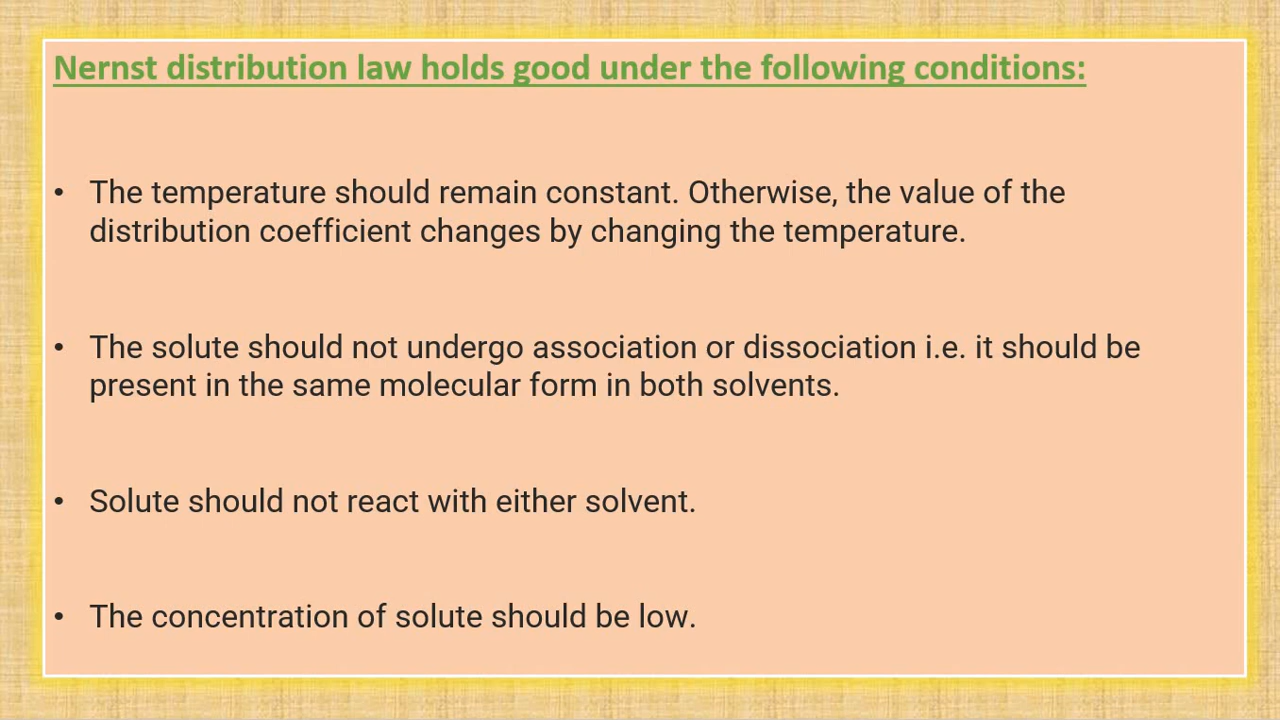 Nernst distribution law holds good under the following conditions:
• The temperature should remain constant. Otherwise, the value of the
distribution coefficient changes by changing the temperature.
• The solute should not undergo association or dissociation i.e. it should be
present in the same molecular form in both solvents.
• Solute should not react with either solvent.
• The concentration of solute should be low.